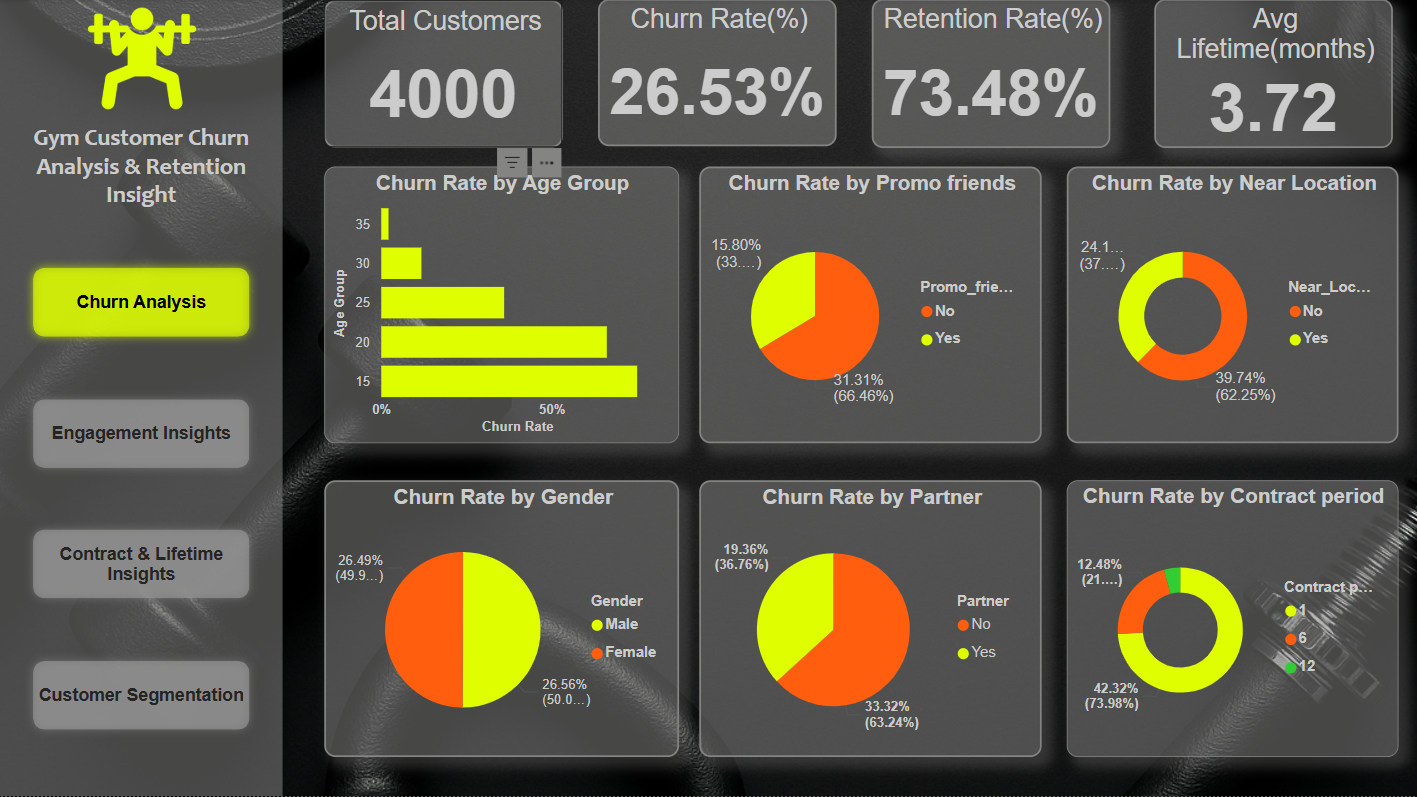 Gym Customer Churn
Analysis & Retention
Insight
Churn Analysis
Engagement Insights
Contract & Lifetime
Insights
Customer Segmentation
Total Customers
4000
Churn Rate(%)
26.53%
Retention Rate(%)
73.48%
Avg
Lifetime(months)
3.72
Churn Rate by Age Group
Age Group
35
30
25
20
15
0%
50%
Churn Rate
Churn Rate by Promo friends
15.80%
(33....)
31.31%
(66.46%)
Promo_frie...
No
Yes
Churn Rate by Near Location
24.1...
(37....)
39.74%
(62.25%)
Near_Loc...
No
Yes
Churn Rate by Gender
26.49%
(49.9...)
26.56%
(50.0...)
Gender
Male
Female
Churn Rate by Partner
19.36%
(36.76%)
33.32%
(63.24%)
Partner
No
Yes
Churn Rate by Contract period
12.48%
(21....)
42.32%
(73.98%)
Contract p...
1
6
12